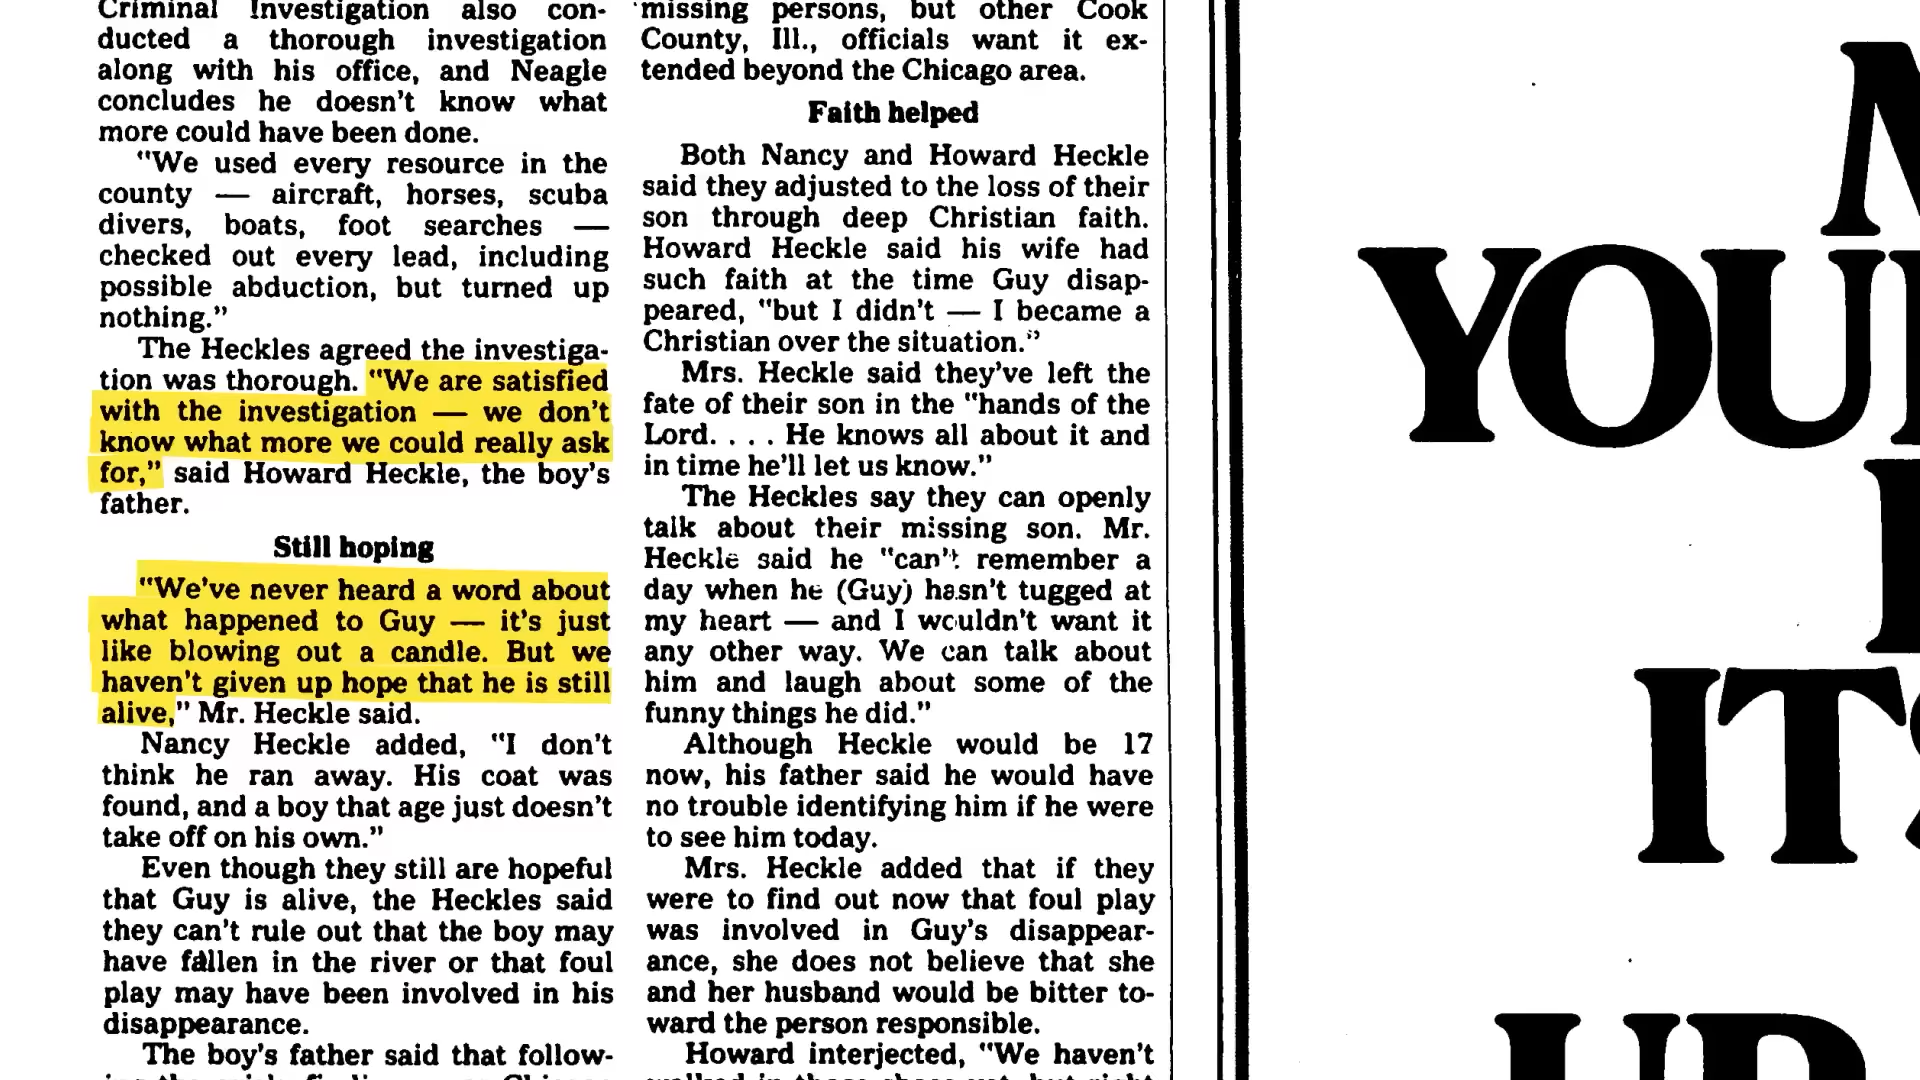 Criminal Investigation also con-
ducted a thorough investigation
along with his office, and Neagle
concludes he doesn't know what
more could have been done.
"We used every resource in the
county — aircraft, horses, scuba
divers, boats, foot searches —
checked out every lead, including
possible abduction, but turned up
nothing."
The Heckles agreed the investiga-
tion was thorough. "We are satisfied
with the investigation — we don't
know what more we could really ask
for," said Howard Heckle, the boy's
father.
Still hoping
"We've never heard a word about
what happened to Guy — it's just
like blowing out a candle. But we
haven't given up hope that he is still
alive," Mr. Heckle said.
Nancy Heckle added, "I don't
think he ran away. His coat was
found, and a boy that age just doesn't
take off on his own."
Even though they still are hopeful
that Guy is alive, the Heckles said
they can't rule out that the boy may
have fallen in the river or that foul
play may have been involved in his
disappearance.
The boy's father said that follow-
missing persons, but other Cook
County, Ill., officials want it ex-
tended beyond the Chicago area.
Faith helped
Both Nancy and Howard Heckle
said they adjusted to the loss of their
son through deep Christian faith.
Howard Heckle said his wife had
such faith at the time Guy disap-
peared, "but I didn't — I became a
Christian over the situation."
Mrs. Heckle said they've left the
fate of their son in the "hands of the
Lord. . . . He knows all about it and
in time he'll let us know."
The Heckles say they can openly
talk about their missing son. Mr.
Heckle said he "can't remember a
day when he (Guy) hasn't tugged at
my heart — and I wouldn't want it
any other way. We can talk about
him and laugh about some of the
funny things he did."
Although Heckle would be 17
now, his father said he would have
no trouble identifying him if he were
to see him today.
Mrs. Heckle added that if they
were to find out now that foul play
was involved in Guy's disappear-
ance, she does not believe that she
and her husband would be bitter to-
ward the person responsible.
Howard interjected, "We haven't
YOU
IT
UP